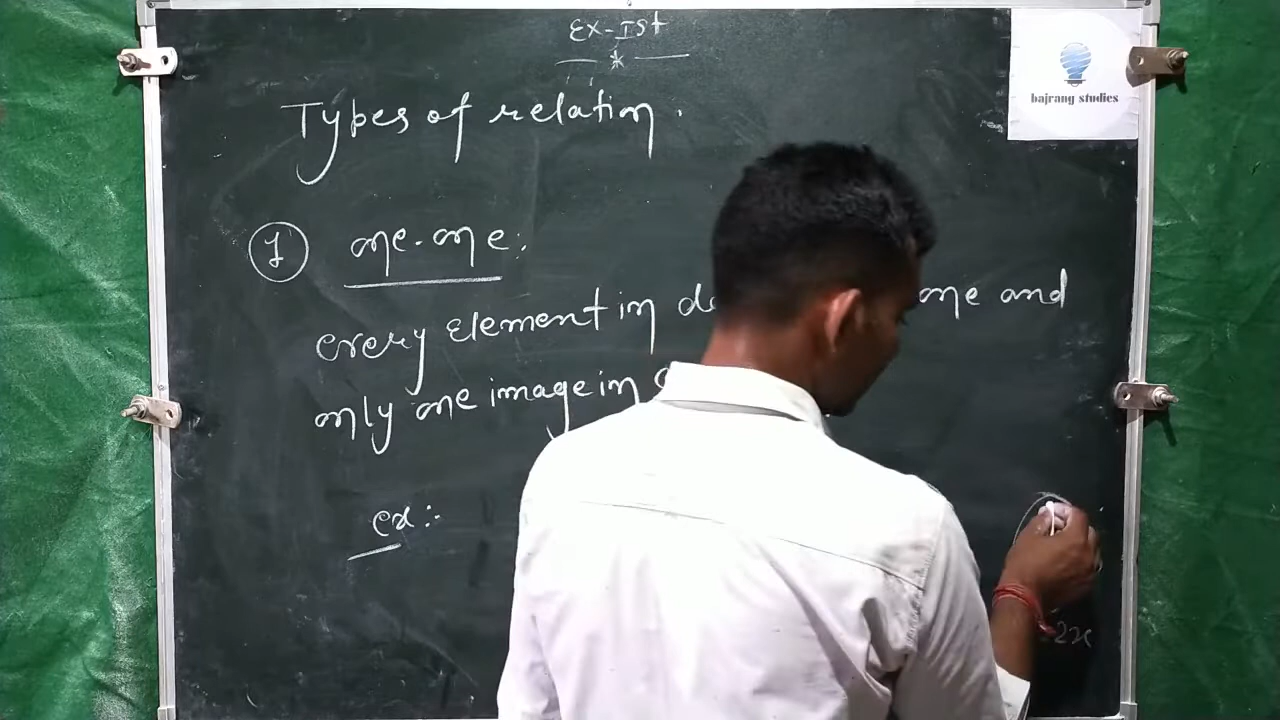 Ex-Ist
*
bajrang studies
Types of relation.
1 one-one:
every element in one and
only one image in
ex:-
2x